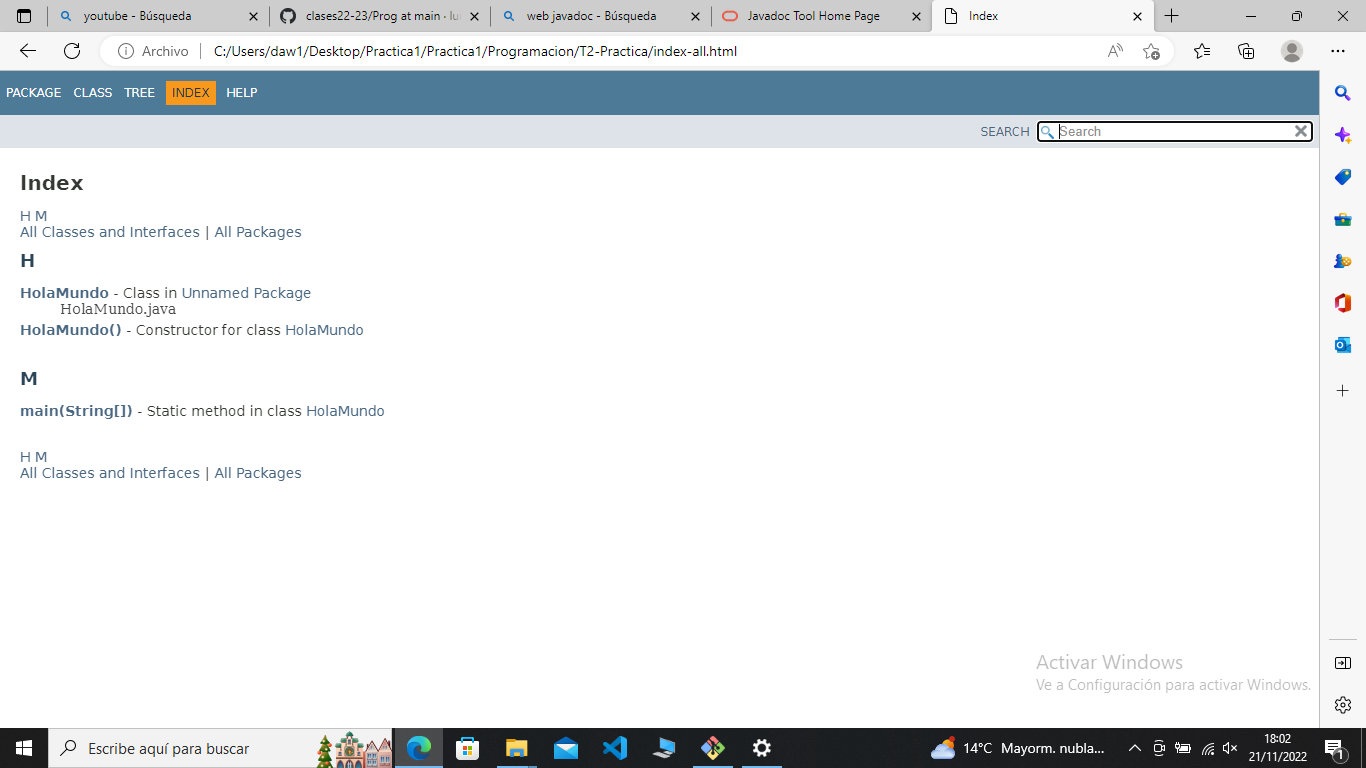 youtube - Búsqueda
clases22-23/Prog at main · lu
web javadoc - Búsqueda
Javadoc Tool Home Page
Index
Archivo
C:/Users/daw1/Desktop/Practica1/Practica1/Programacion/T2-Practica/index-all.html
PACKAGE CLASS TREE INDEX HELP
SEARCH Search
Index
H M
All Classes and Interfaces | All Packages
H
HolaMundo - Class in Unnamed Package
HolaMundo.java
HolaMundo() - Constructor for class HolaMundo
M
main(String[]) - Static method in class HolaMundo
H M
All Classes and Interfaces | All Packages
Activar Windows
Ve a Configuración para activar Windows.
Escribe aquí para buscar
14°C Mayorm. nubla...
18:02
21/11/2022
1